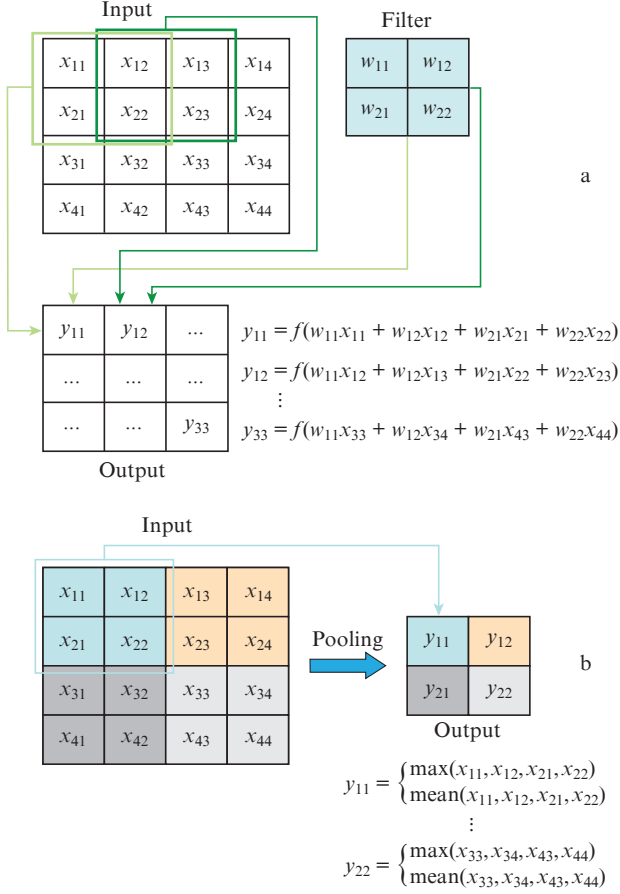 Input Filter
x11 x12 x13 x14 w11 w12
x21 x22 x23 x24 w21 w22
x31 x32 x33 x34
a
x41 x42 x43 x44
y11 y12 ... y11 = f(w11x11 + w12x12 + w21x21 + w22x22)
... ... ... y12 = f(w11x12 + w12x13 + w21x22 + w22x23)
⋮
... ... y33 y33 = f(w11x33 + w12x34 + w21x43 + w22x44)
Output
Input
x11 x12 x13 x14
x21 x22 x23 x24 Pooling y11 y12
b
x31 x32 x33 x34 y21 y22
x41 x42 x43 x44 Output
y11 = { max(x11, x12, x21, x22)
mean(x11, x12, x21, x22)
⋮
y22 = { max(x33, x34, x43, x44)
mean(x33, x34, x43, x44)